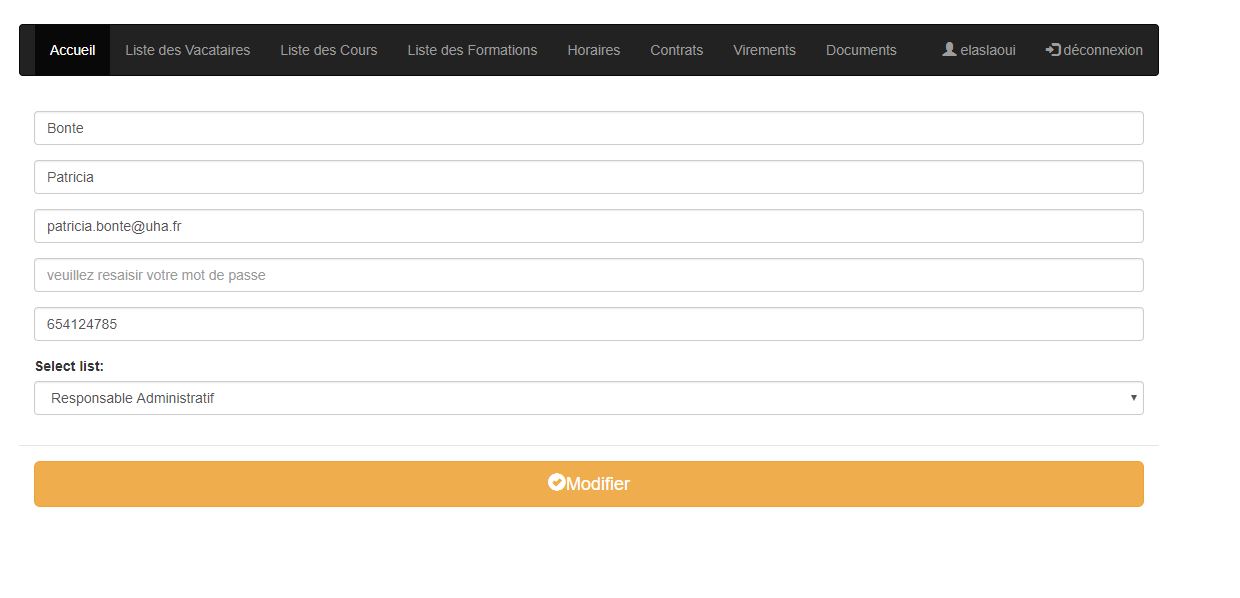 Accueil Liste des Vacataires Liste des Cours Liste des Formations Horaires Contrats Virements Documents elaslaoui déconnexion
Bonte
Patricia
patricia.bonte@uha.fr
veuillez resaisir votre mot de passe
654124785
Select list:
Responsable Administratif
Modifier